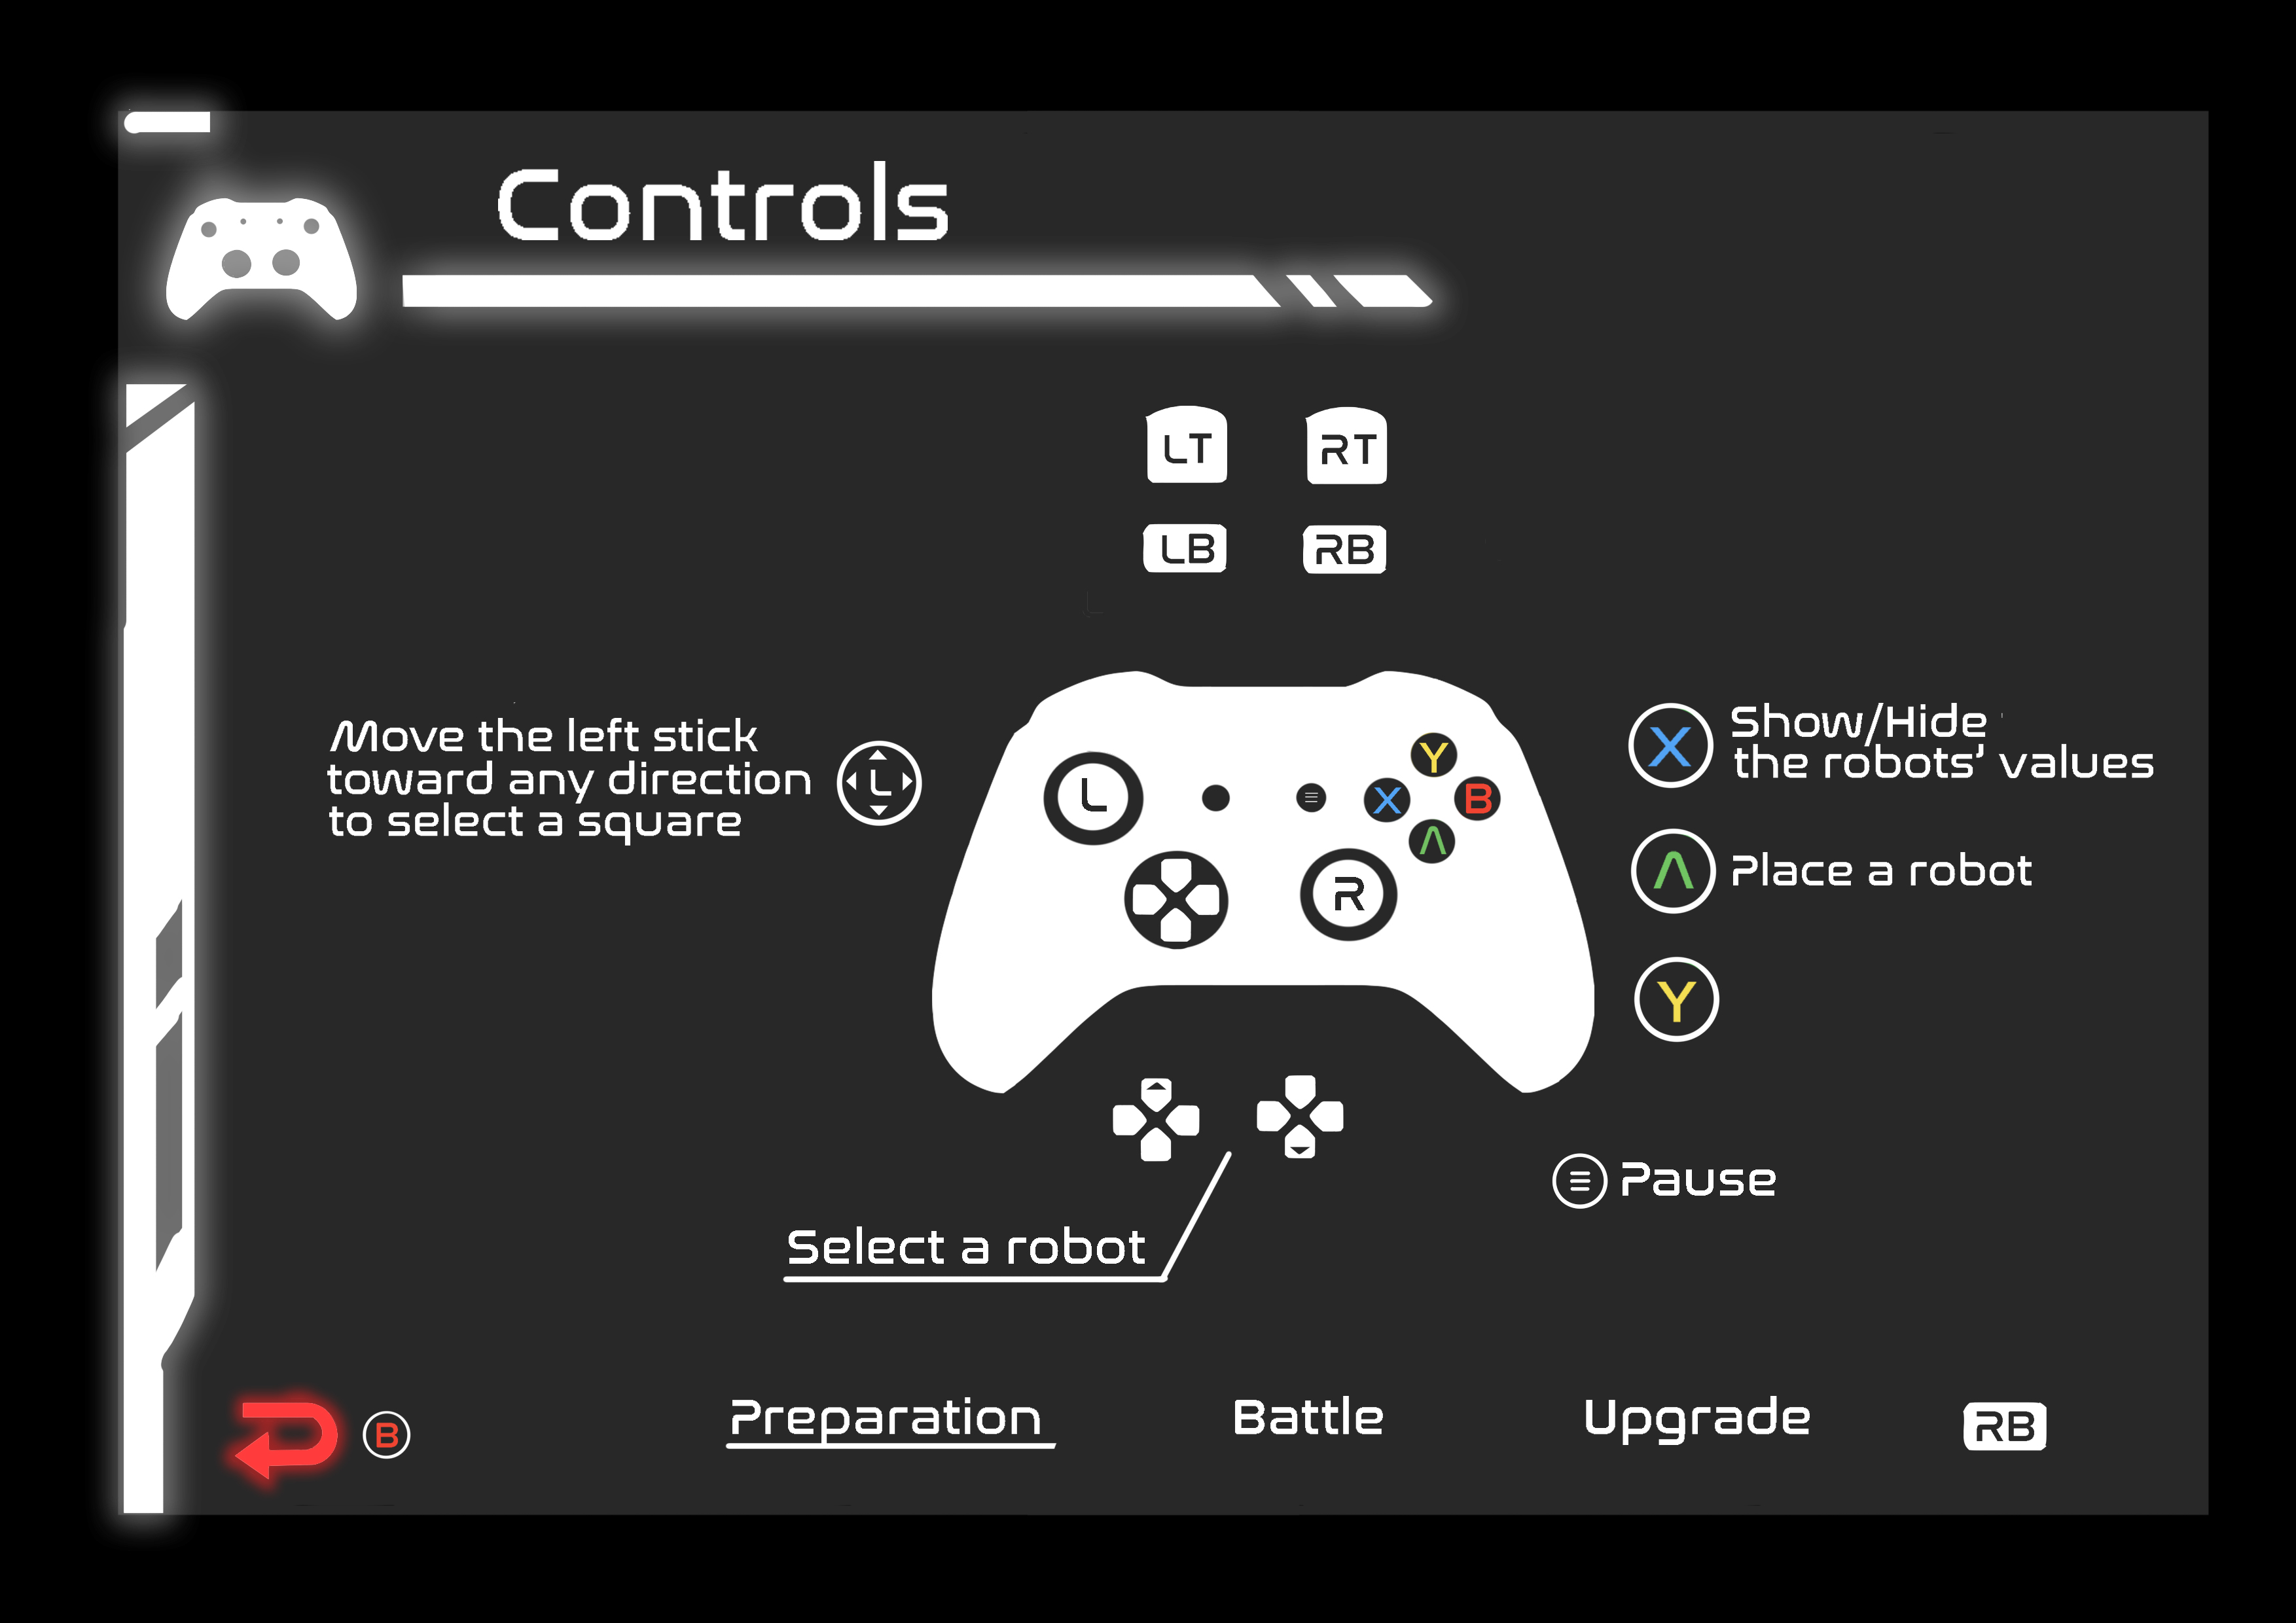 Controls
LT RT
LB RB
Move the left stick
toward any direction
to select a square
L
L
Y
X
B
A
R
X Show/Hide
the robots' values
A Place a robot
Y
Pause
Select a robot
B
Preparation Battle Upgrade RB